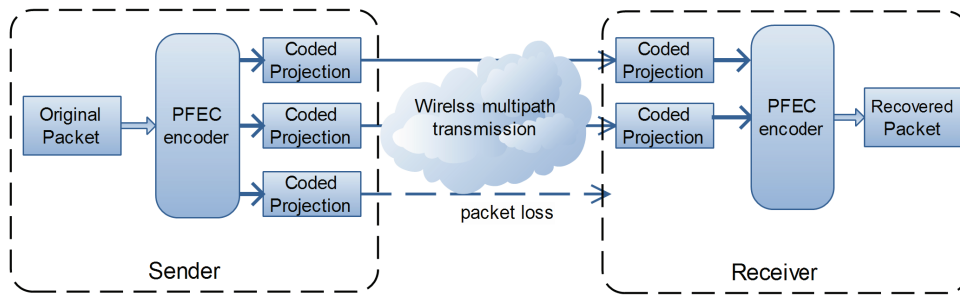 Original
Packet
PFEC
encoder
Coded
Projection
Coded
Projection
Coded
Projection
Sender
Wirelss multipath
transmission
packet loss
Coded
Projection
Coded
Projection
PFEC
encoder
Recovered
Packet
Receiver